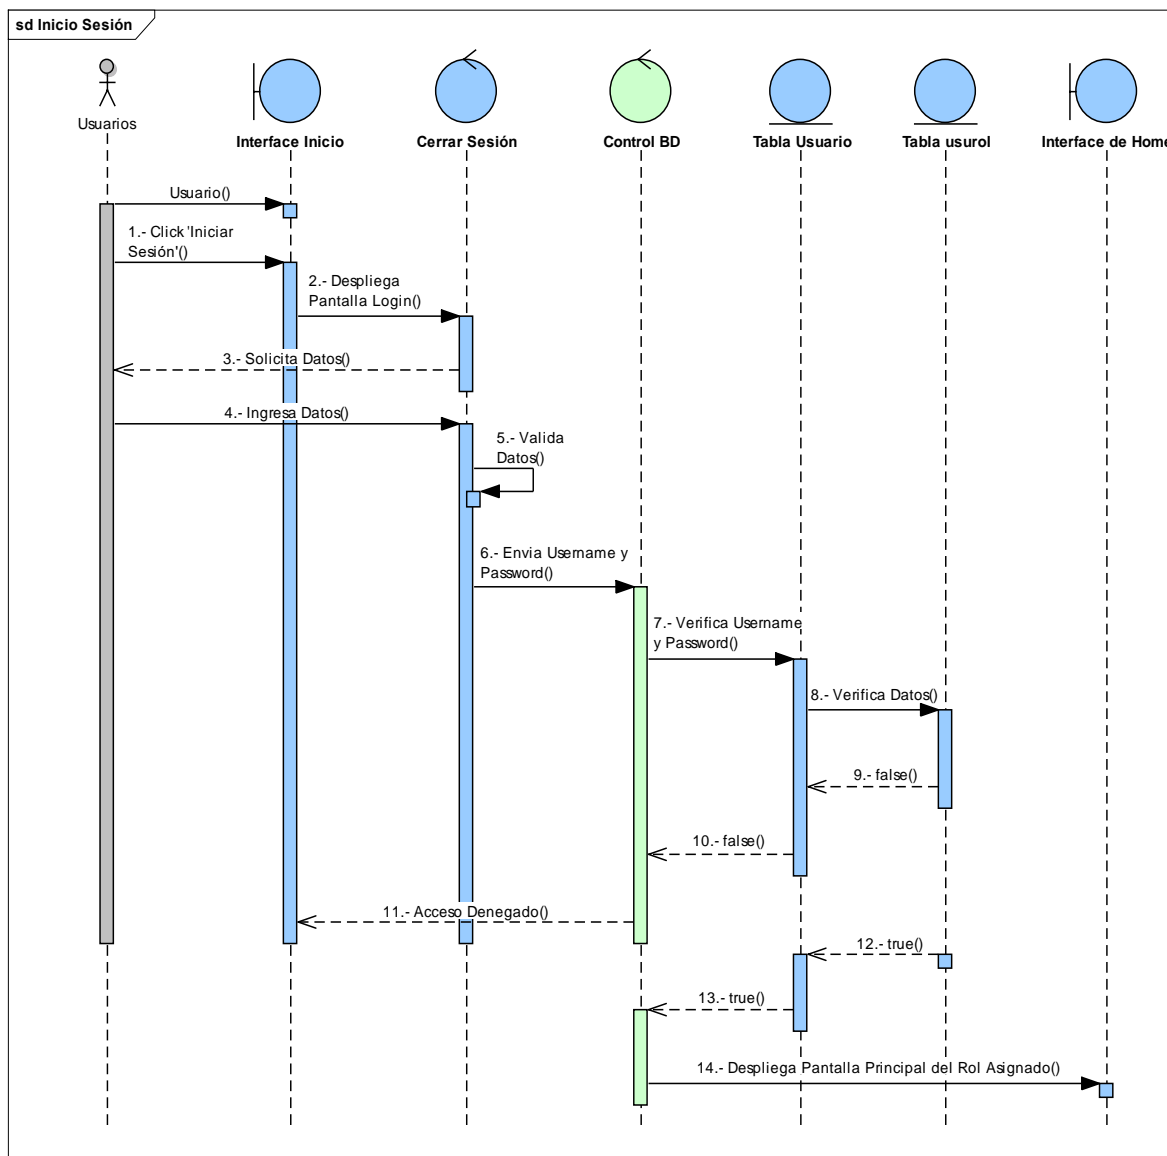 sd Inicio Sesión
Usuarios
Interface Inicio
Cerrar Sesión
Control BD
Tabla Usuario
Tabla usurol
Interface de Home
Usuario()
1.- Click 'Iniciar
Sesión'()
2.- Despliega
Pantalla Login()
3.- Solicita Datos()
4.- Ingresa Datos()
5.- Valida
Datos()
6.- Envia Username y
Password()
7.- Verifica Username
y Password()
8.- Verifica Datos()
9.- false()
10.- false()
11.- Acceso Denegado()
12.- true()
13.- true()
14.- Despliega Pantalla Principal del Rol Asignado()